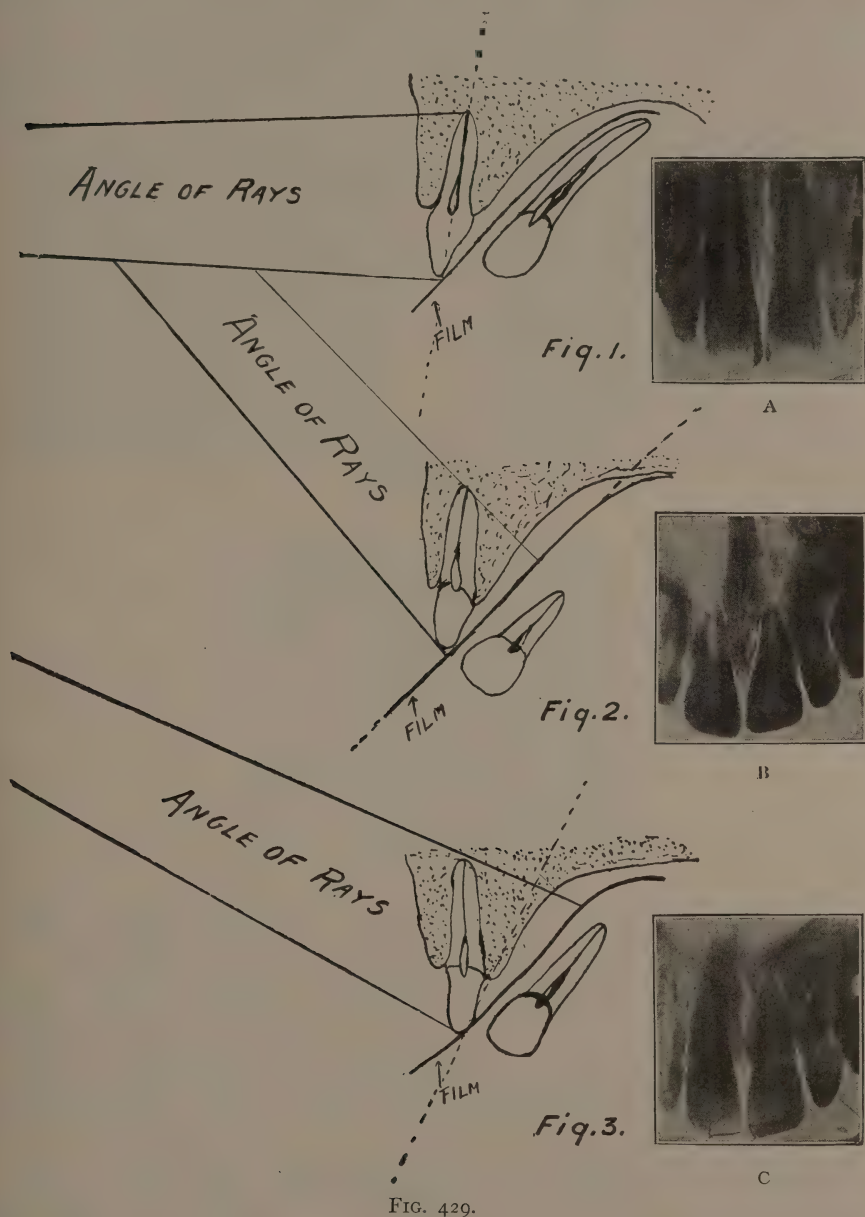 ANGLE OF RAYS
FILM
Fig. 1.
A
ANGLE OF RAYS
FILM
Fig. 2.
B
ANGLE OF RAYS
FILM
Fig. 3.
C
FIG. 429.